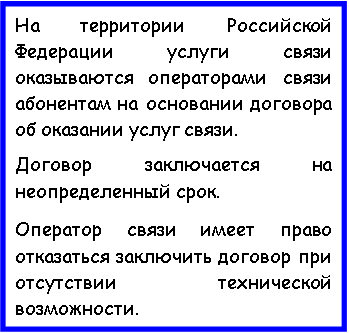 На территории Российской
Федерации услуги связи
оказываются операторами связи
абонентам на основании договора
об оказании услуг связи.
Договор заключается на
неопределенный срок.
Оператор связи имеет право
отказаться заключить договор при
отсутствии технической
возможности.